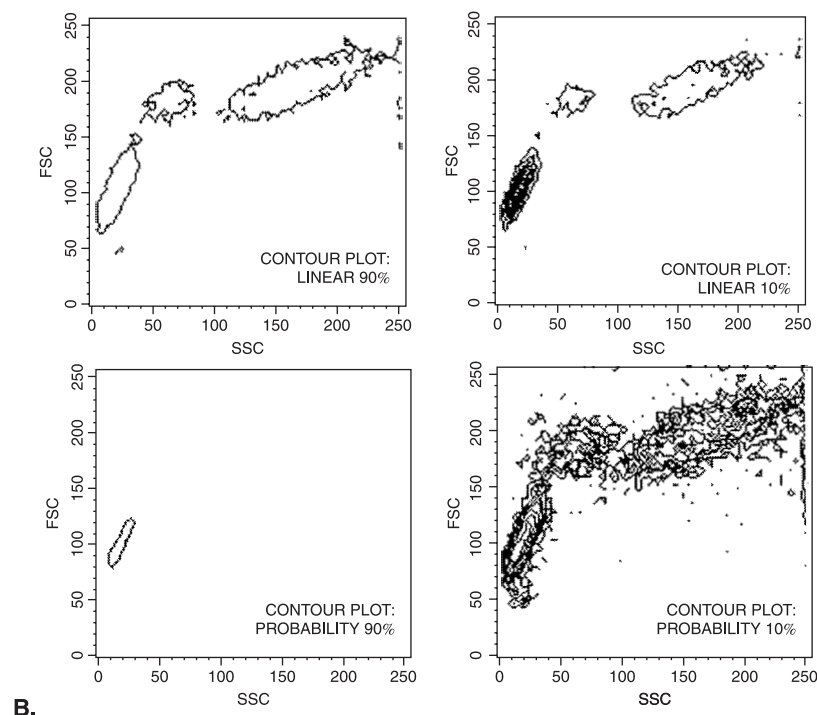 250
200
150
100
50
0
FSC
CONTOUR PLOT:
LINEAR 90%
0 50 100 150 200 250
SSC
250
200
150
100
50
0
FSC
CONTOUR PLOT:
LINEAR 10%
0 50 100 150 200 250
SSC
250
200
150
100
50
0
FSC
CONTOUR PLOT:
PROBABILITY 90%
0 50 100 150 200 250
SSC
250
200
150
100
50
0
FSC
CONTOUR PLOT:
PROBABILITY 10%
0 50 100 150 200 250
SSC
B.